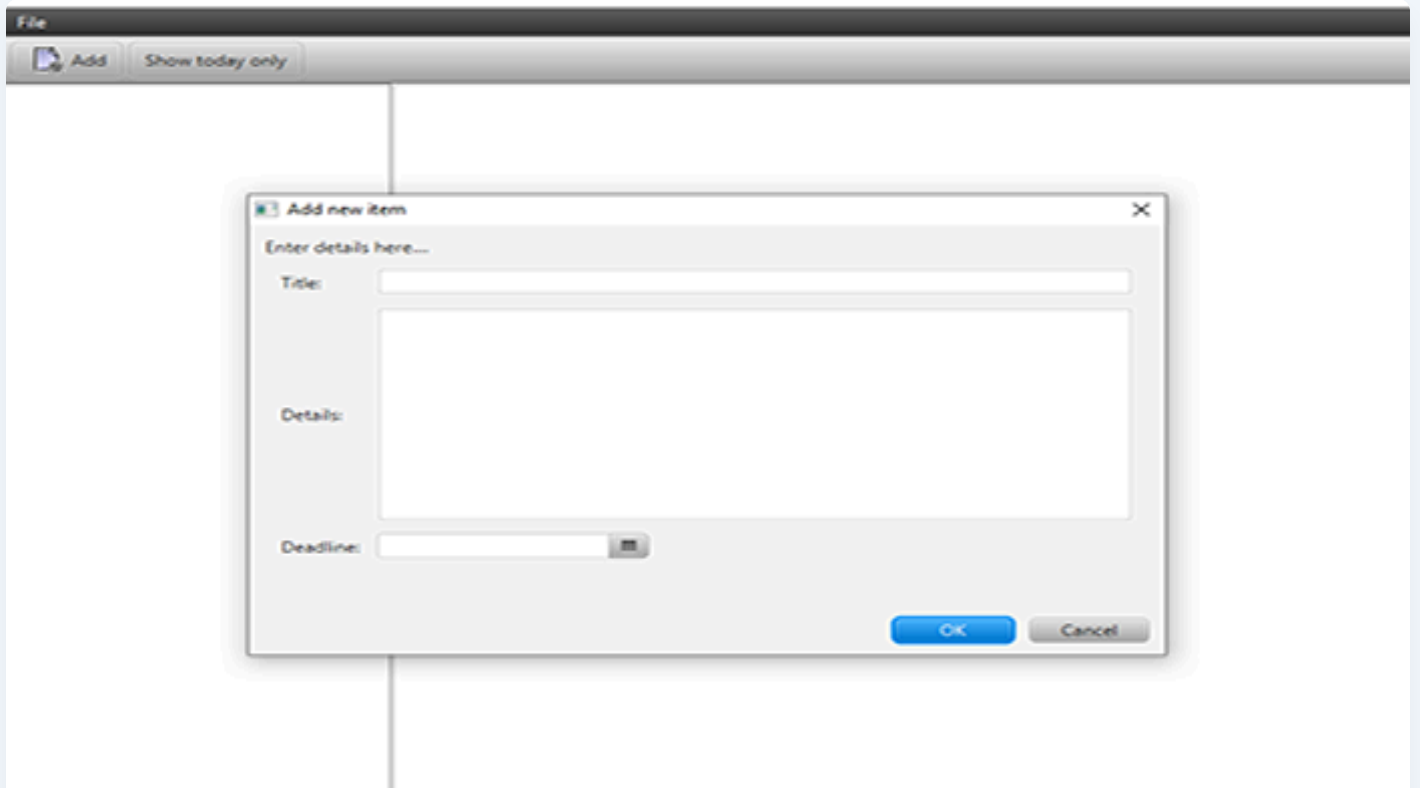 File
Add Show today only
Add new item
Enter details here....
Title:
Details:
Deadline:
OK Cancel